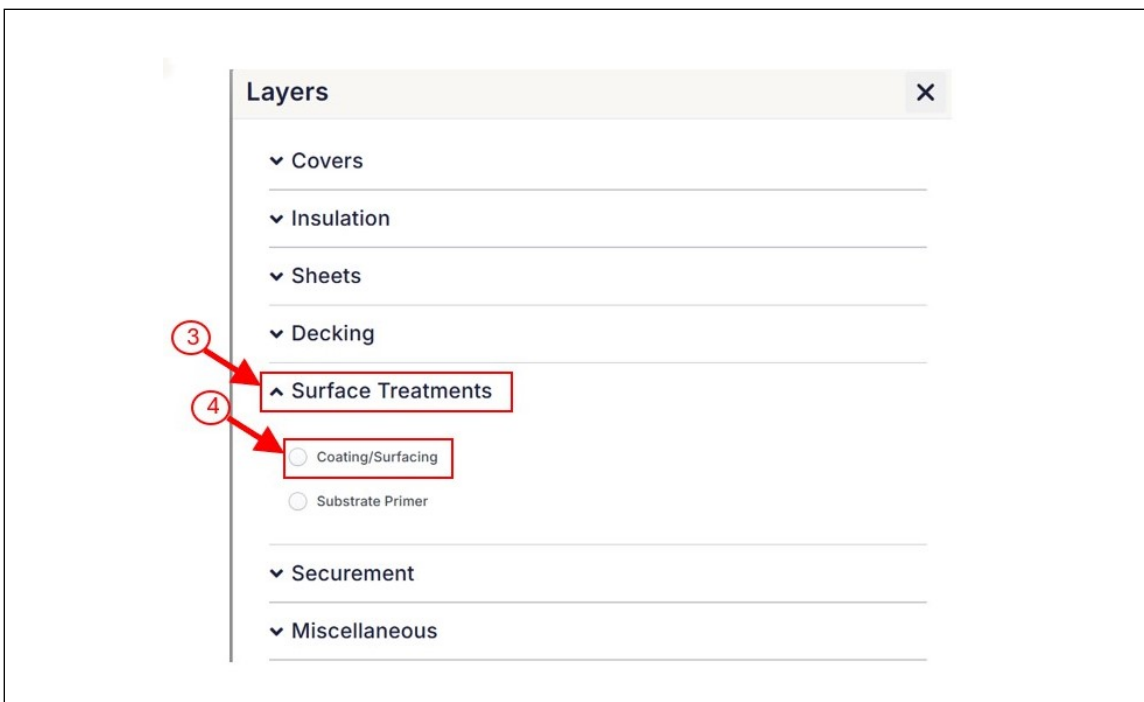 Layers
Covers
Insulation
Sheets
Decking
3
Surface Treatments
4
Coating/Surfacing
Substrate Primer
Securement
Miscellaneous